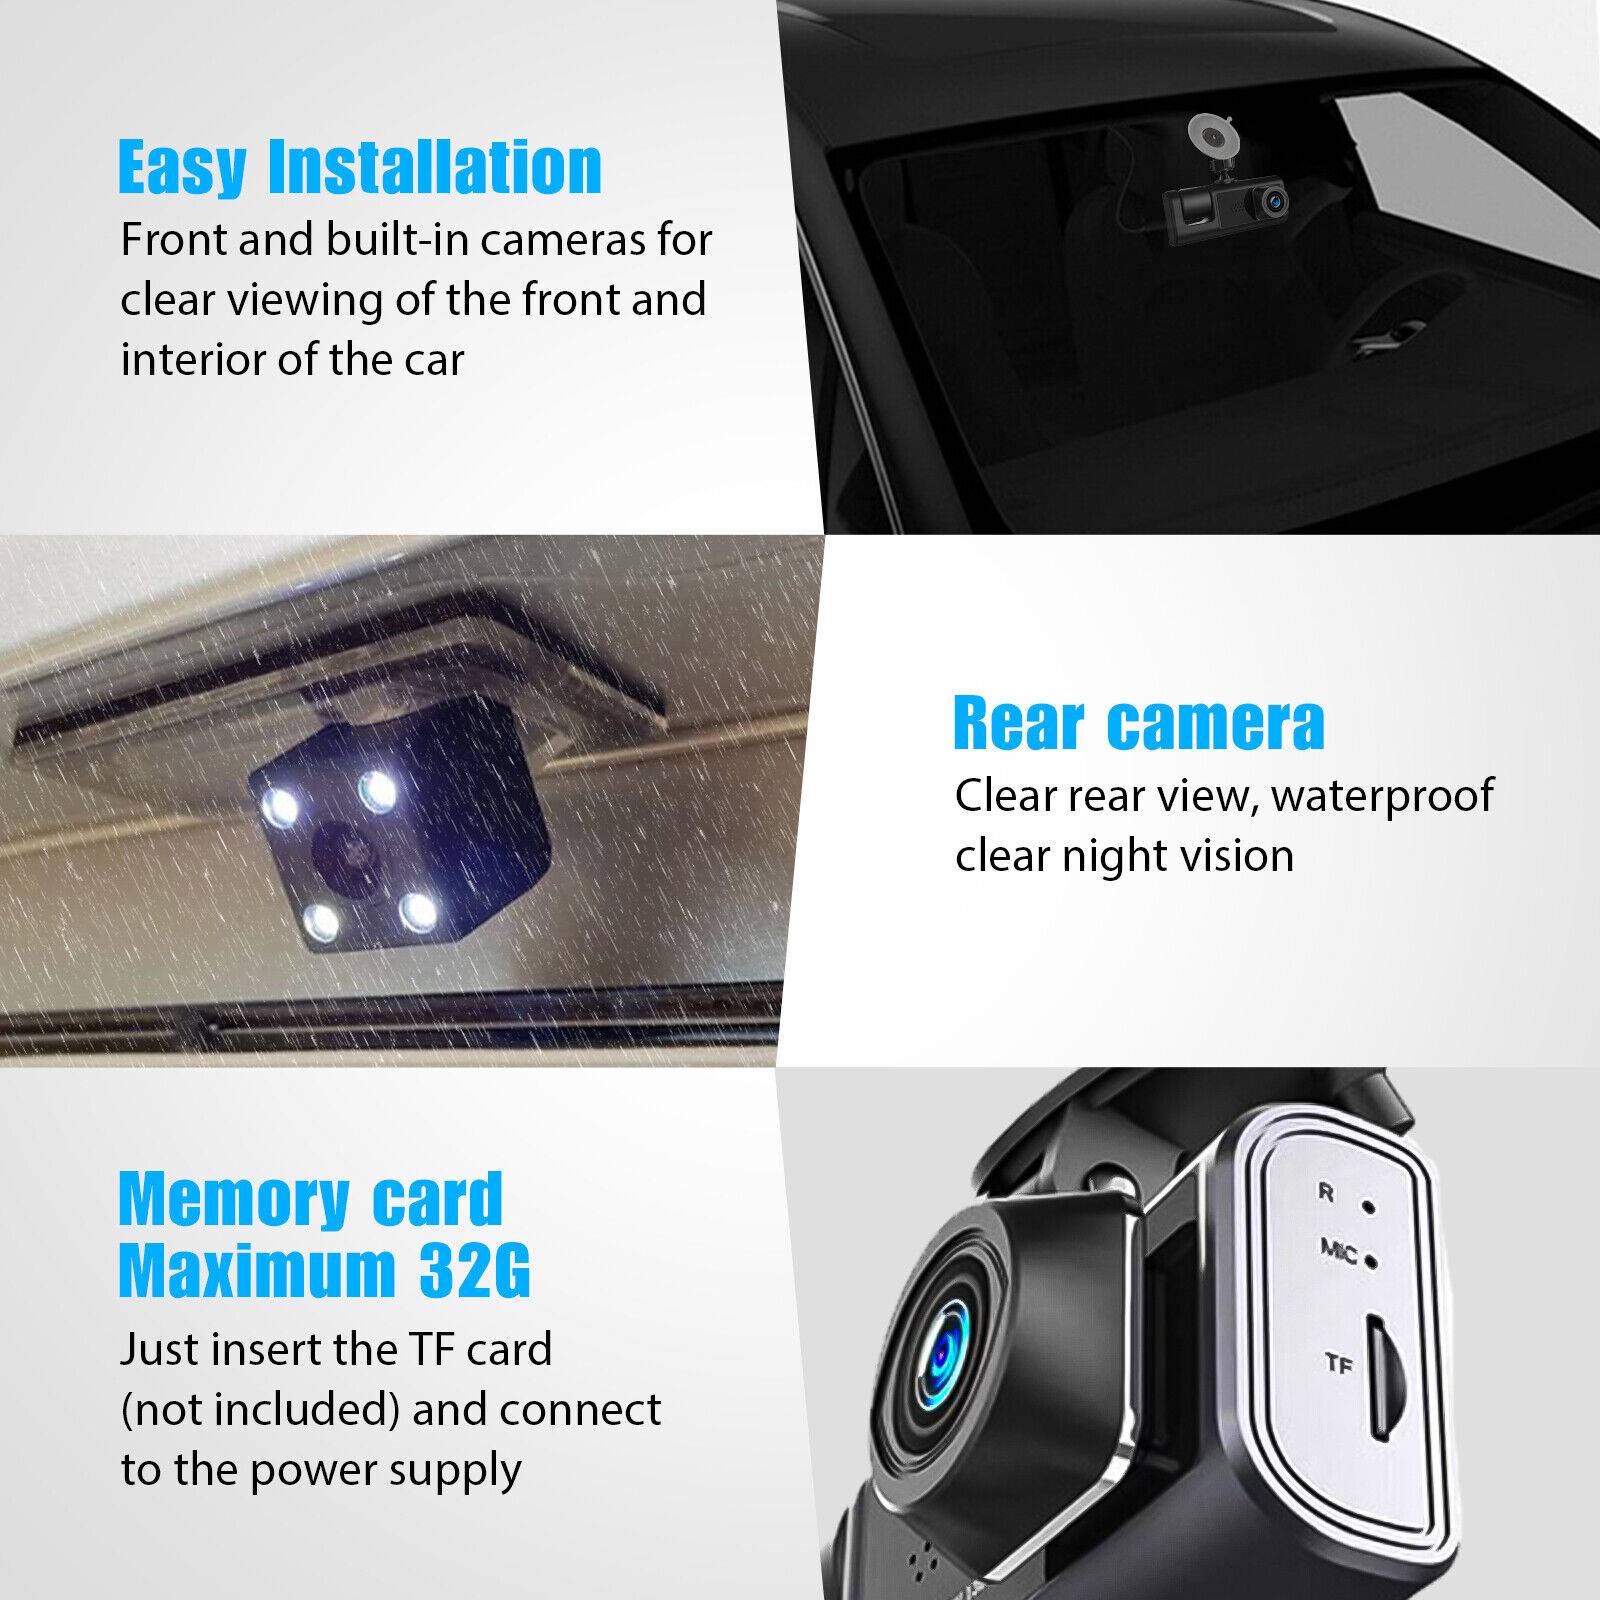 Easy Installation
Front and built-in cameras for
clear viewing of the front and
interior of the car
Rear camera
Clear rear view, waterproof
clear night vision
Memory card
Maximum 32G
Just insert the TF card
(not included) and connect
to the power supply
R
MIC
TF